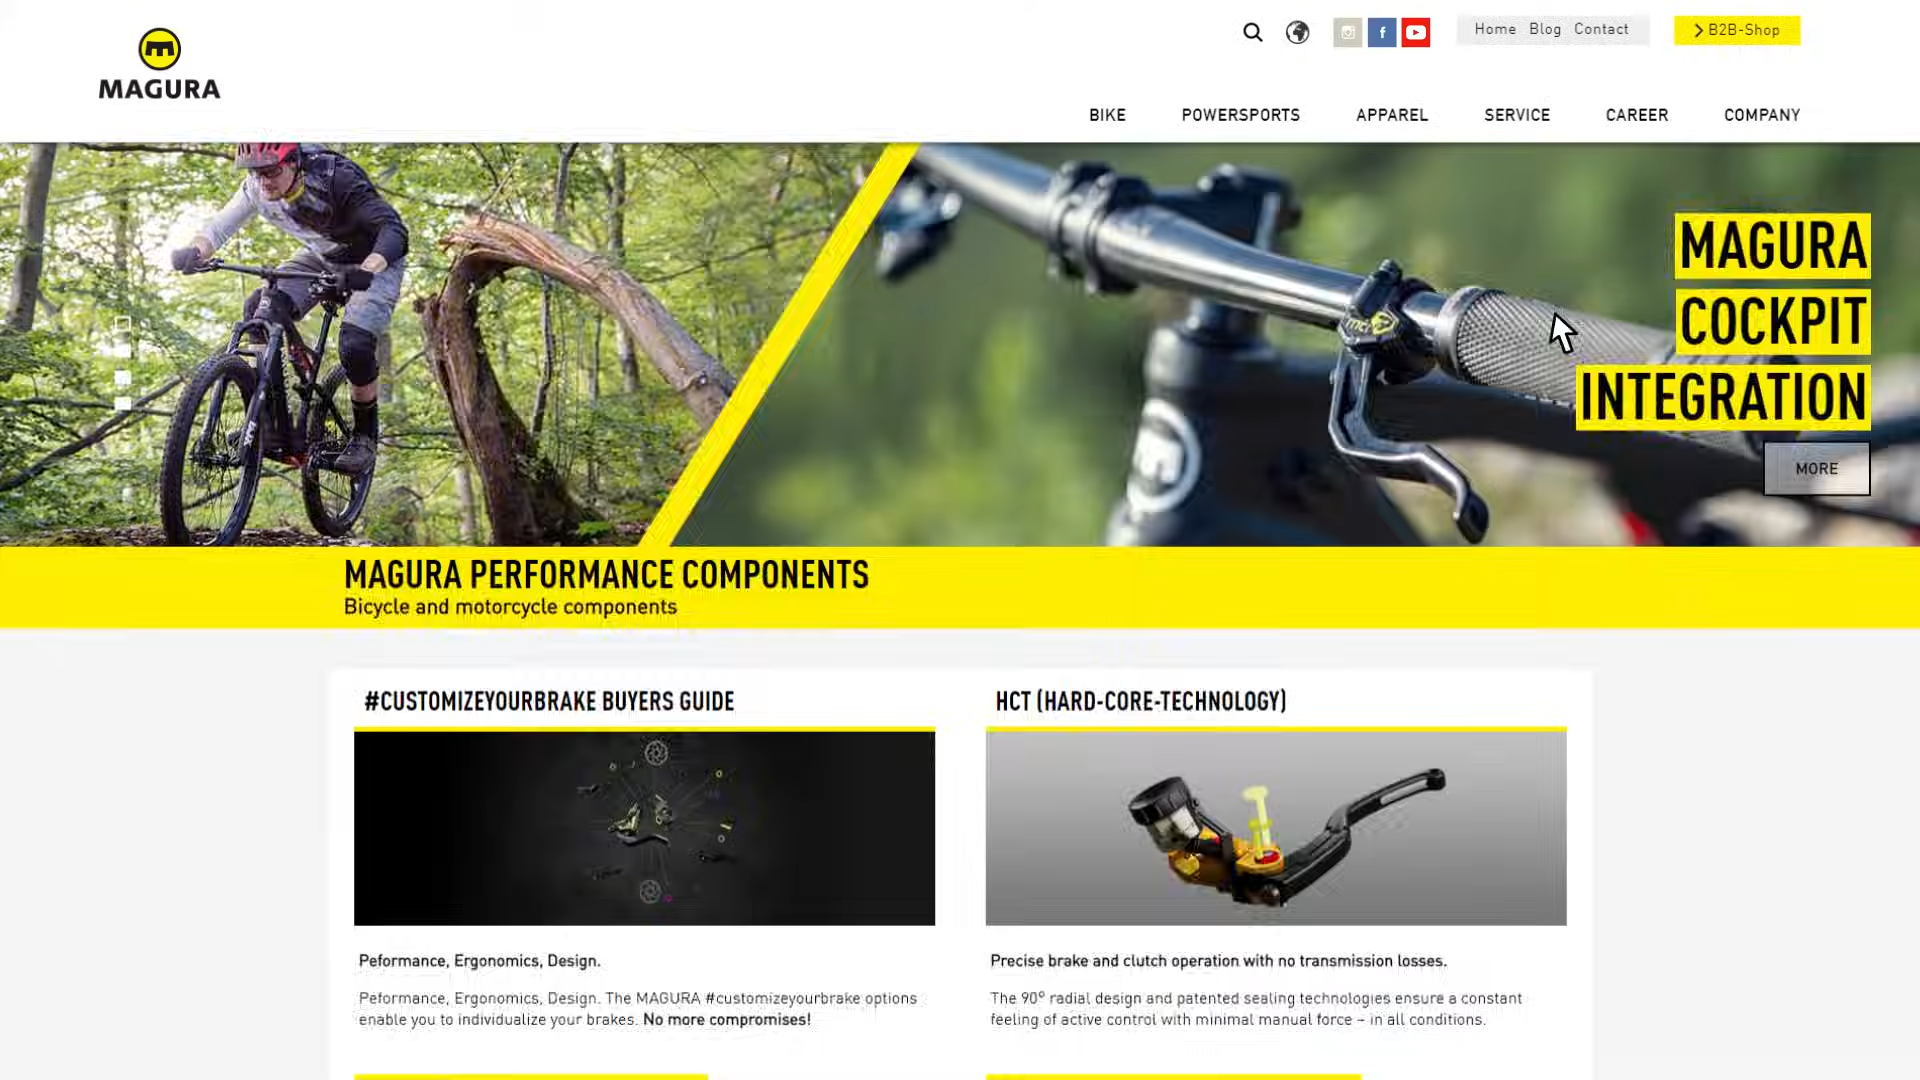 MAGURA
Home Blog Contact
B2B-Shop
BIKE POWERSPORTS APPAREL SERVICE CAREER COMPANY
MAGURA
COCKPIT
INTEGRATION
MORE
MAGURA PERFORMANCE COMPONENTS
Bicycle and motorcycle components
#CUSTOMIZEYOURBRAKE BUYERS GUIDE
Peformance, Ergonomics, Design.
Peformance, Ergonomics, Design. The MAGURA #customizeyourbrake options
enable you to individualize your brakes. No more compromises!
HCT (HARD-CORE-TECHNOLOGY)
Precise brake and clutch operation with no transmission losses.
The 90° radial design and patented sealing technologies ensure a constant
feeling of active control with minimal manual force – in all conditions.